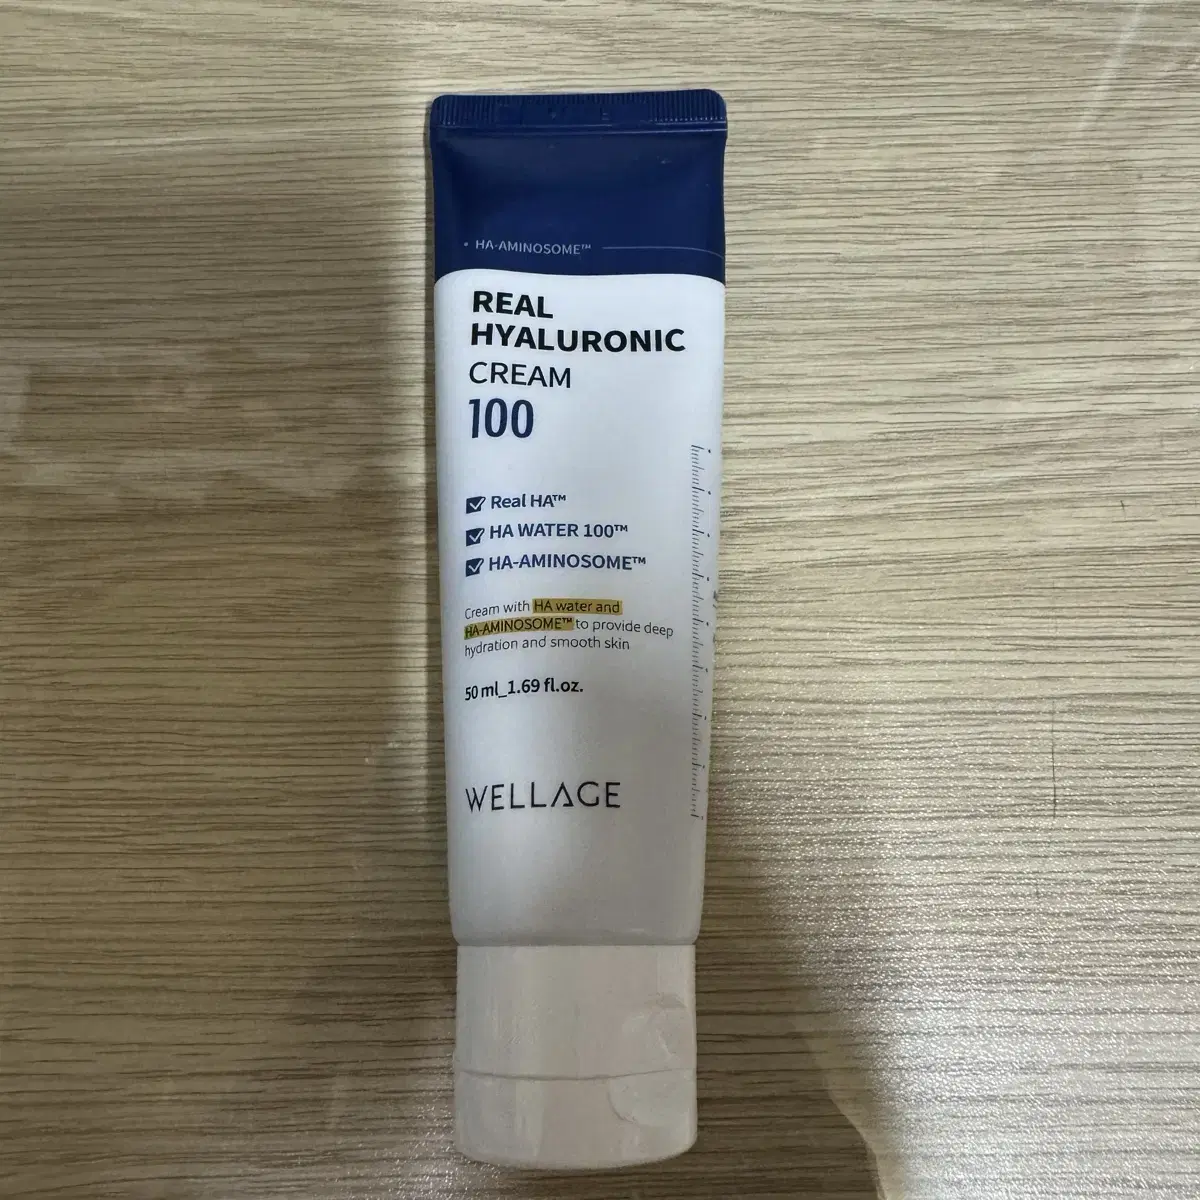 • HA-AMINOSOME™
REAL
HYALURONIC
CREAM
100
Real HA™
HA WATER 100™
HA-AMINOSOME™
Cream with HA water and
HA-AMINOSOME™ to provide deep
hydration and smooth skin
50 ml_1.69 fl.oz.
WELLAGE